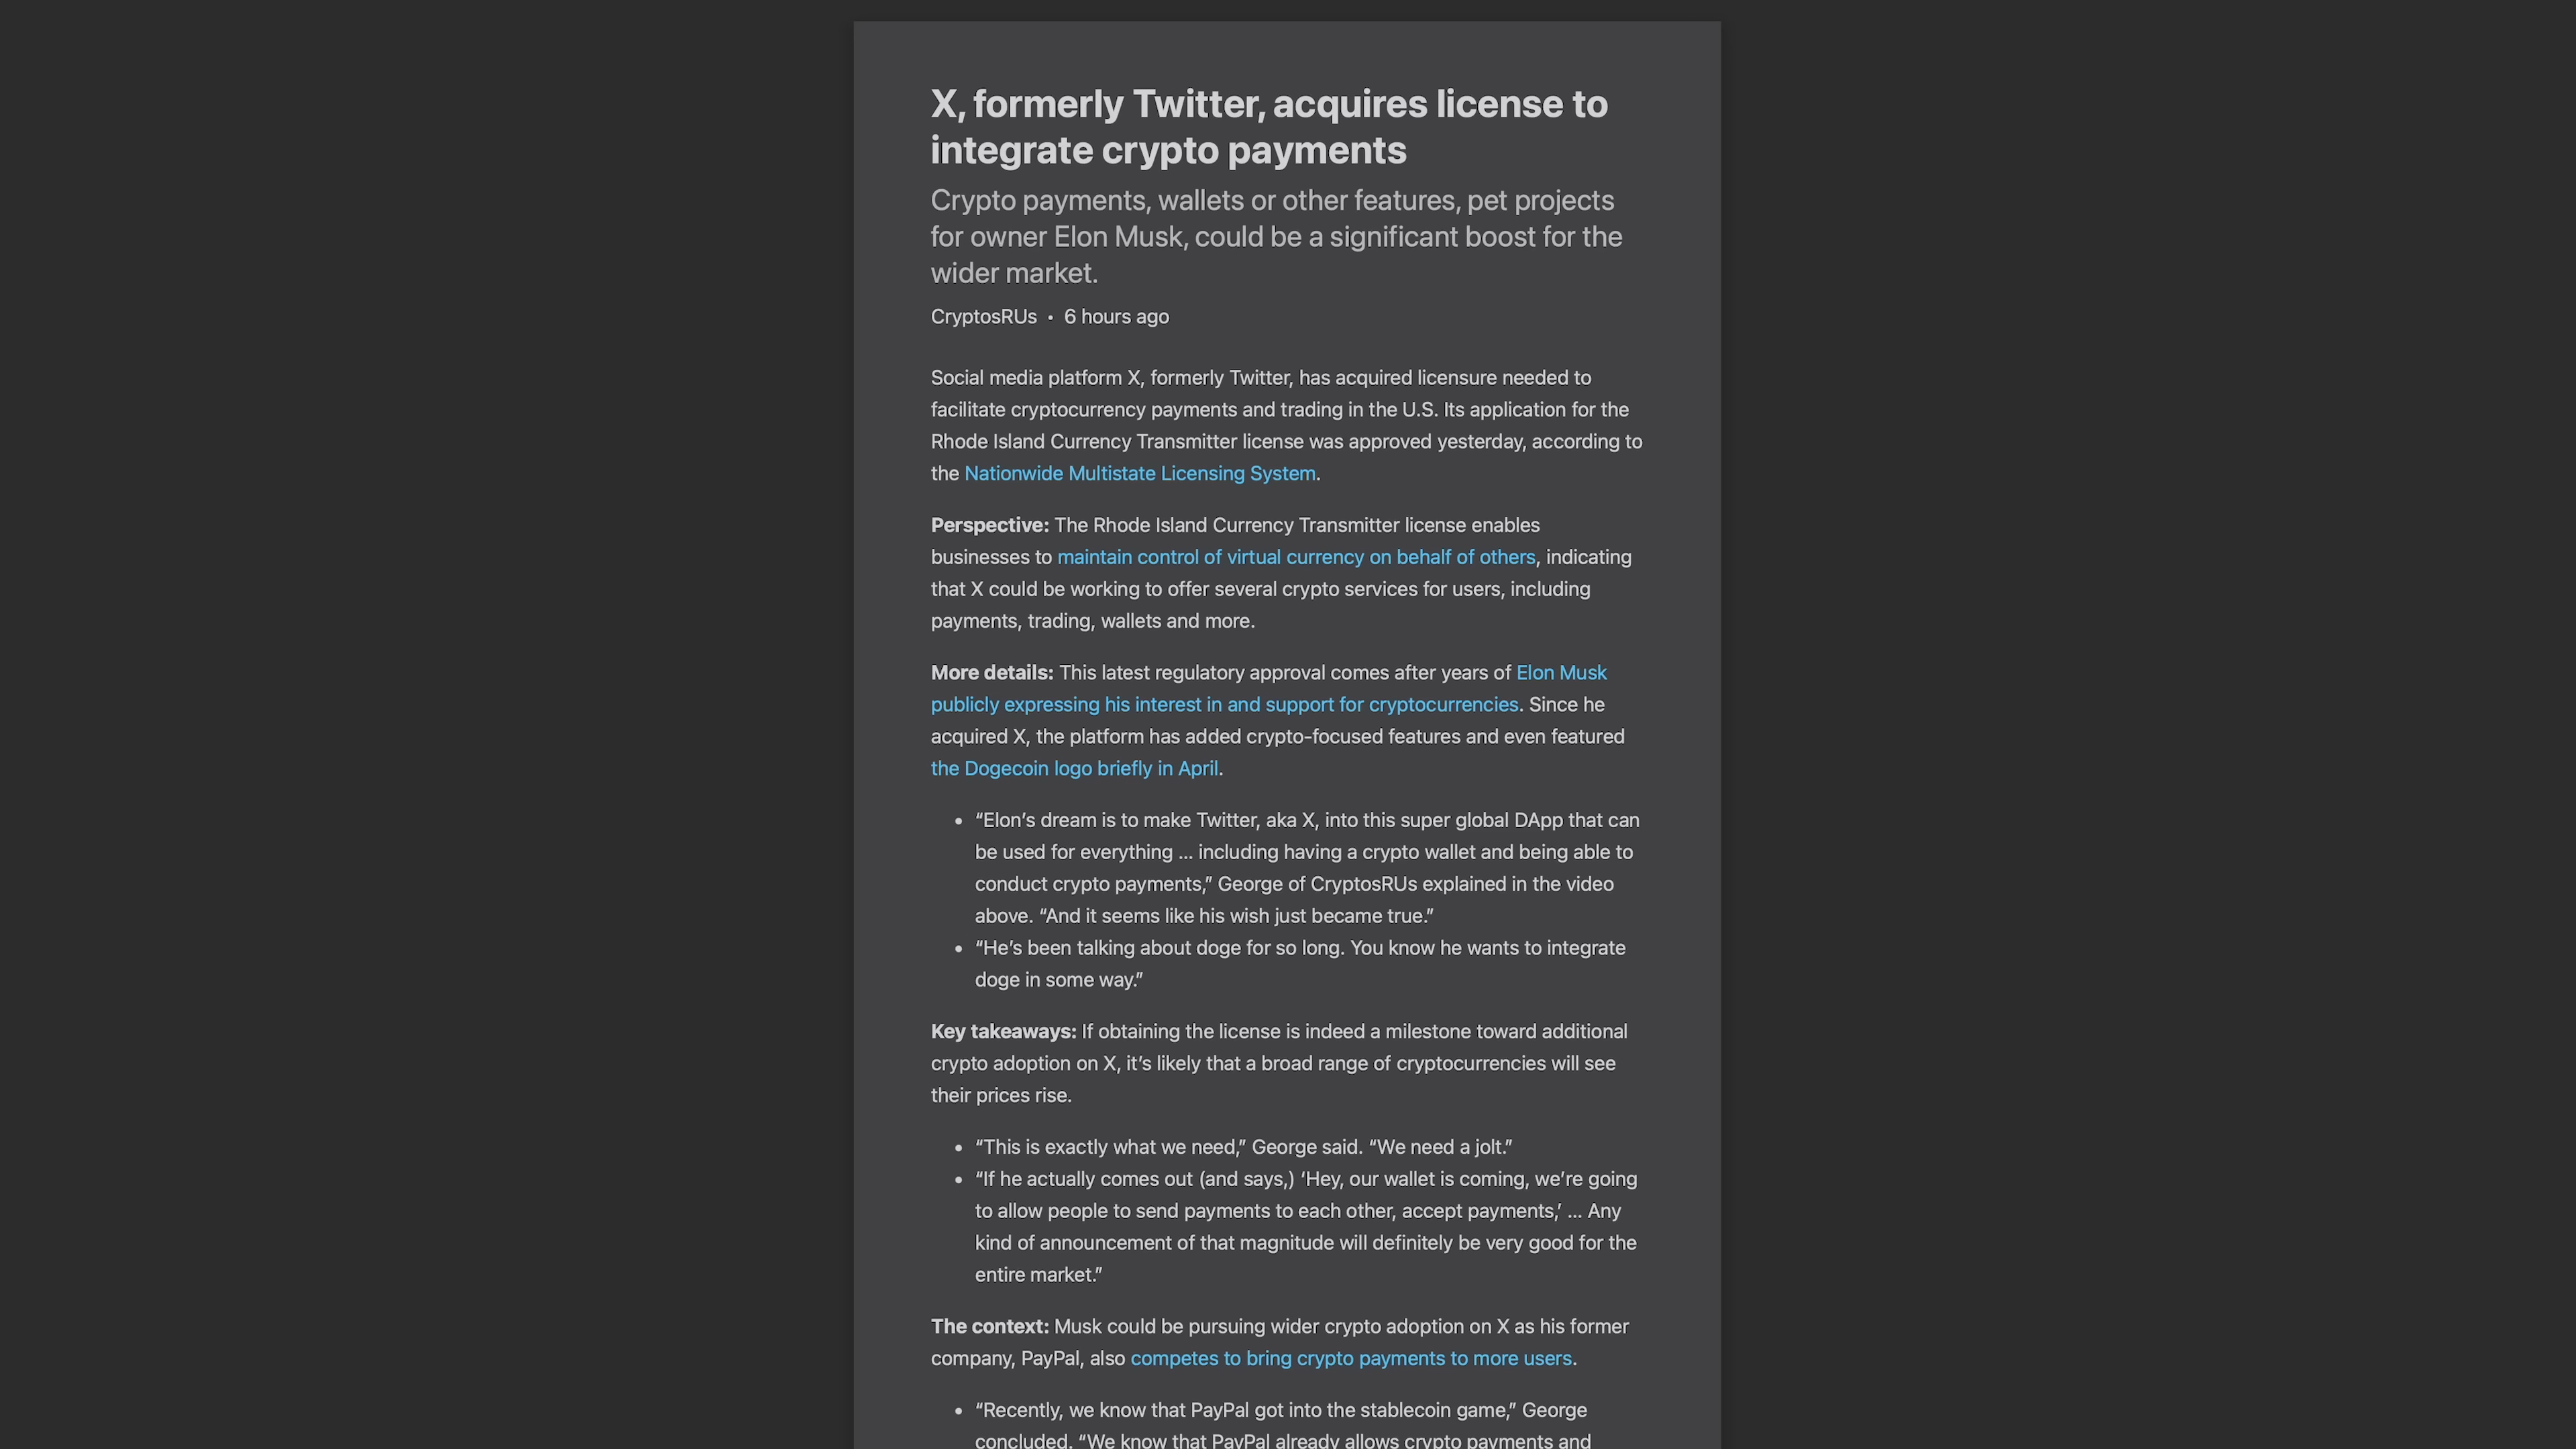 X, formerly Twitter, acquires license to
integrate crypto payments
Crypto payments, wallets or other features, pet projects
for owner Elon Musk, could be a significant boost for the
wider market.
CryptosRUs • 6 hours ago
Social media platform X, formerly Twitter, has acquired licensure needed to
facilitate cryptocurrency payments and trading in the U.S. Its application for the
Rhode Island Currency Transmitter license was approved yesterday, according to
the Nationwide Multistate Licensing System.
Perspective: The Rhode Island Currency Transmitter license enables
businesses to maintain control of virtual currency on behalf of others, indicating
that X could be working to offer several crypto services for users, including
payments, trading, wallets and more.
More details: This latest regulatory approval comes after years of Elon Musk
publicly expressing his interest in and support for cryptocurrencies. Since he
acquired X, the platform has added crypto-focused features and even featured
the Dogecoin logo briefly in April.
• “Elon’s dream is to make Twitter, aka X, into this super global DApp that can
be used for everything … including having a crypto wallet and being able to
conduct crypto payments,” George of CryptosRUs explained in the video
above. “And it seems like his wish just became true.”
• “He’s been talking about doge for so long. You know he wants to integrate
doge in some way.”
Key takeaways: If obtaining the license is indeed a milestone toward additional
crypto adoption on X, it’s likely that a broad range of cryptocurrencies will see
their prices rise.
• “This is exactly what we need,” George said. “We need a jolt.”
• “If he actually comes out (and says,) ‘Hey, our wallet is coming, we’re going
to allow people to send payments to each other, accept payments,’ … Any
kind of announcement of that magnitude will definitely be very good for the
entire market.”
The context: Musk could be pursuing wider crypto adoption on X as his former
company, PayPal, also competes to bring crypto payments to more users.
• “Recently, we know that PayPal got into the stablecoin game,” George
concluded. “We know that PayPal already allows crypto payments and